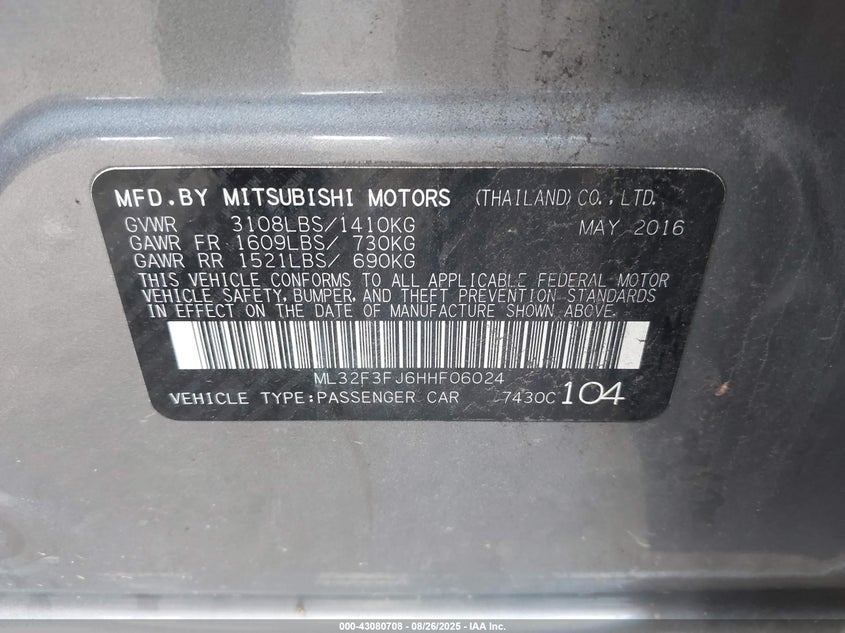 MFD.BY MITSUBISHI MOTORS (THAILAND) CO.,LTD.
GVWR 3108LBS/1410KG MAY 2016
GAWR FR 1609LBS/ 730KG
GAWR RR 1521LBS/ 690KG
THIS VEHICLE CONFORMS TO ALL APPLICABLE FEDERAL MOTOR
VEHICLE SAFETY, BUMPER, AND THEFT PREVENTION STANDARDS
IN EFFECT ON THE DATE OF MANUFACTURE SHOWN ABOVE.
ML32F3FJ6HHF06024
VEHICLE TYPE:PASSENGER CAR 7430C 104
000-43080708 - 08/26/2025 - IAA Inc.